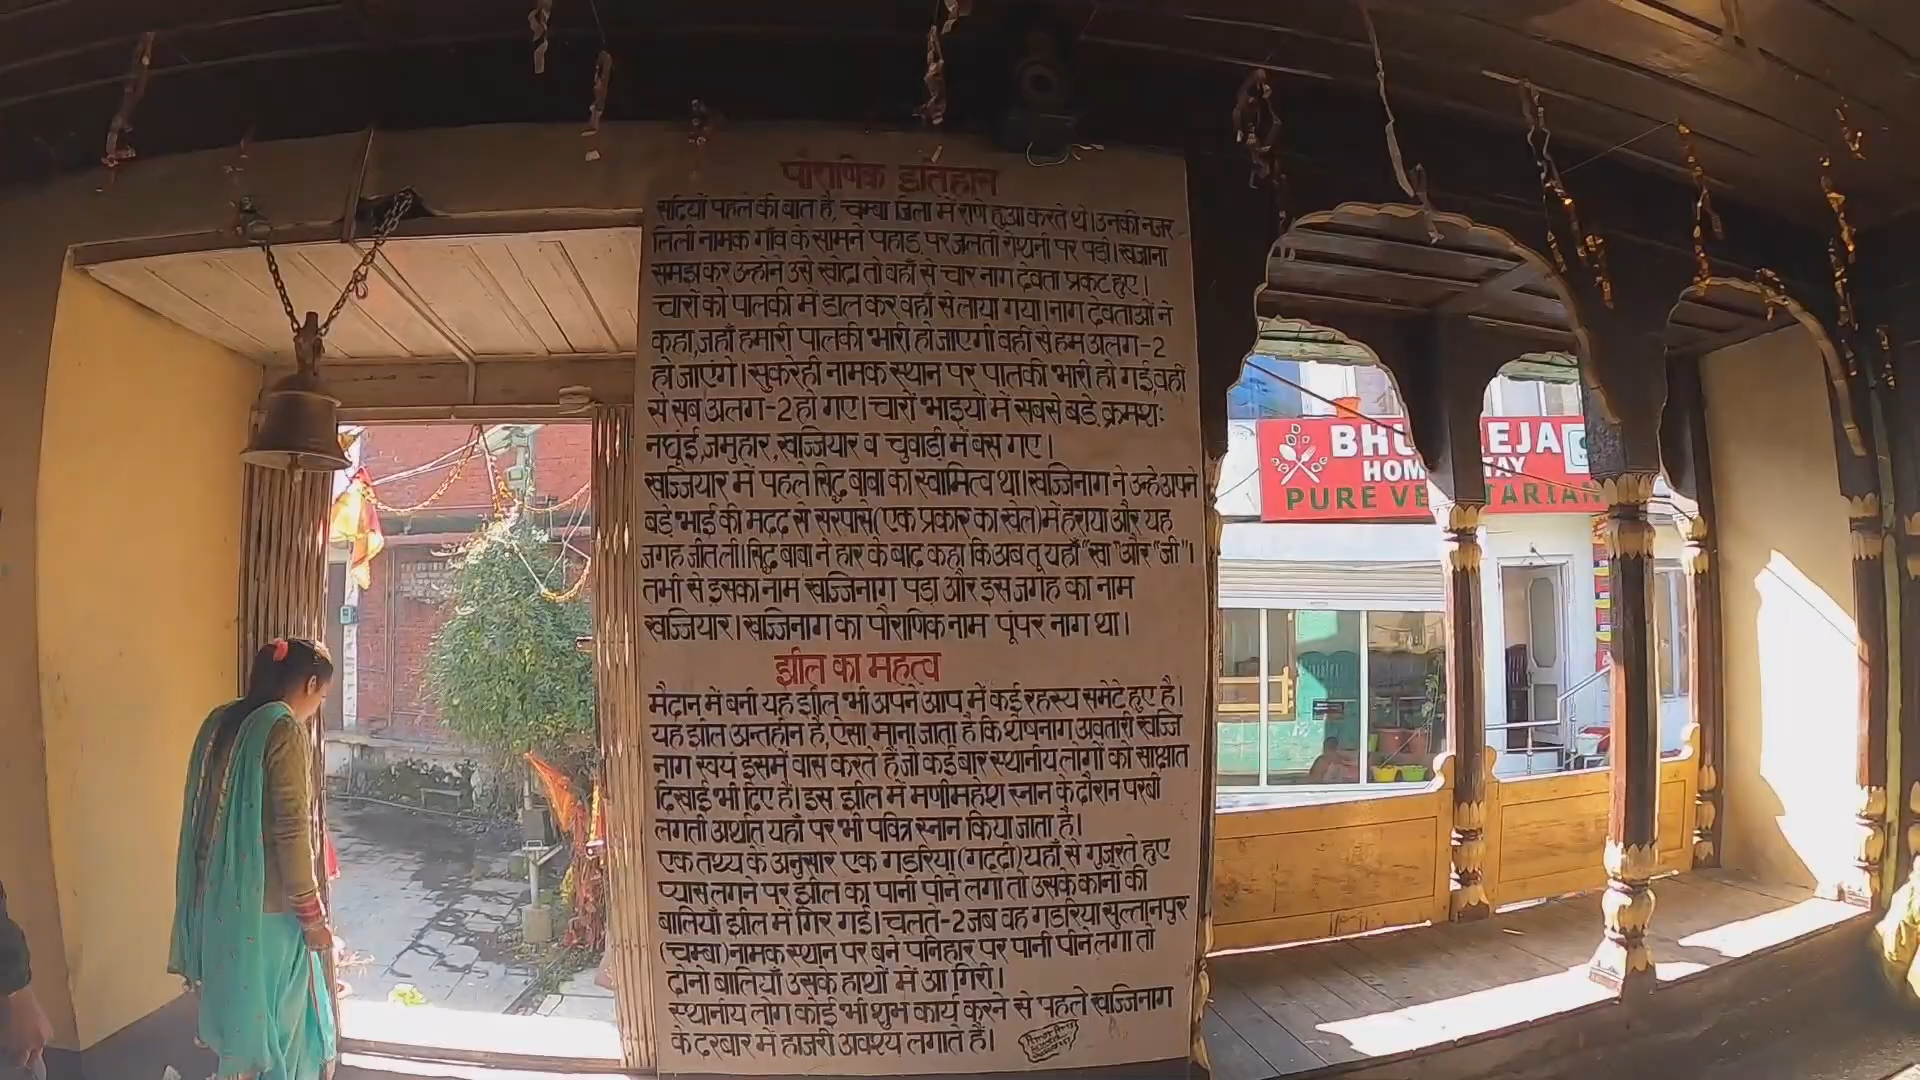 पौराणिक इतिहास
सदियों पहले की बात है, चम्बा जिला में राणे हुआ करते थे। उनकी नजर
लिली नामक गाँव के सामने पहाड़ पर जलती रोशनी पर पड़ी। खजाना
समझ कर उन्होंने उसे खोदा तो वहाँ से चार नाग देवता प्रकट हुए।
चारों को पालकी में डाल कर वहाँ से लाया गया। नाग देवताओं ने
कहा, जहाँ हमारी पालकी भारी हो जाएगी वहीं से हम अलग-2
हो जाएंगे। सुकरेही नामक स्थान पर पालकी भारी हो गई, वहीं
से सब अलग-2 हो गए। चारों भाइयों में सबसे बड़े, क्रमशः
नघूई, जमुहार, खज्जियार व चुवाड़ी में बस गए।
खज्जियार में पहले सिद्ध बाबा का स्वामित्व था। खज्जिनाग ने उन्हे अपने
बड़े भाई की मदद से सरपासे (एक प्रकार का खेल) में हराया और यह
जगह जीत ली। सिद्ध बाबा ने हार के बाद कहा कि अब तू यहाँ "खा" और "जी"।
तभी से इसका नाम खज्जिनाग पड़ा और इस जगह का नाम
खज्जियार। खज्जिनाग का पौराणिक नाम पूंपर नाग था।
झील का महत्व
मैदान में बनी यह झील भी अपने आप में कई रहस्य समेटे हुए है।
यह झील अन्तहीन है, ऐसा माना जाता है कि शेषनाग अवतारी खज्जि
नाग स्वयं इसमें वास करते हैं जो कई बार स्थानीय लोगों को साक्षात
दिखाई भी दिए हैं। इस झील में मणीमहेश स्नान के दौरान परबी
लगती अर्थात यहाँ पर भी पवित्र स्नान किया जाता है।
एक तथ्य के अनुसार एक गडरिया (गद्दी) यहाँ से गुजरते हुए
प्यास लगने पर झील का पानी पीने लगा तो उसके कानों की
बालियाँ झील में गिर गई। चलते-2 जब वह गडरिया सुल्तानपुर
(चम्बा) नामक स्थान पर बने पनिहार पर पानी पीने लगा तो
दोनो बालियाँ उसके हाथों में आ गिरी।
स्थानीय लोग कोई भी शुभ कार्य करने से पहले खज्जिनाग
के दरबार में हाजरी अवश्य लगाते हैं।
BHU EJA
HOM TAY
PURE VE TARIAN